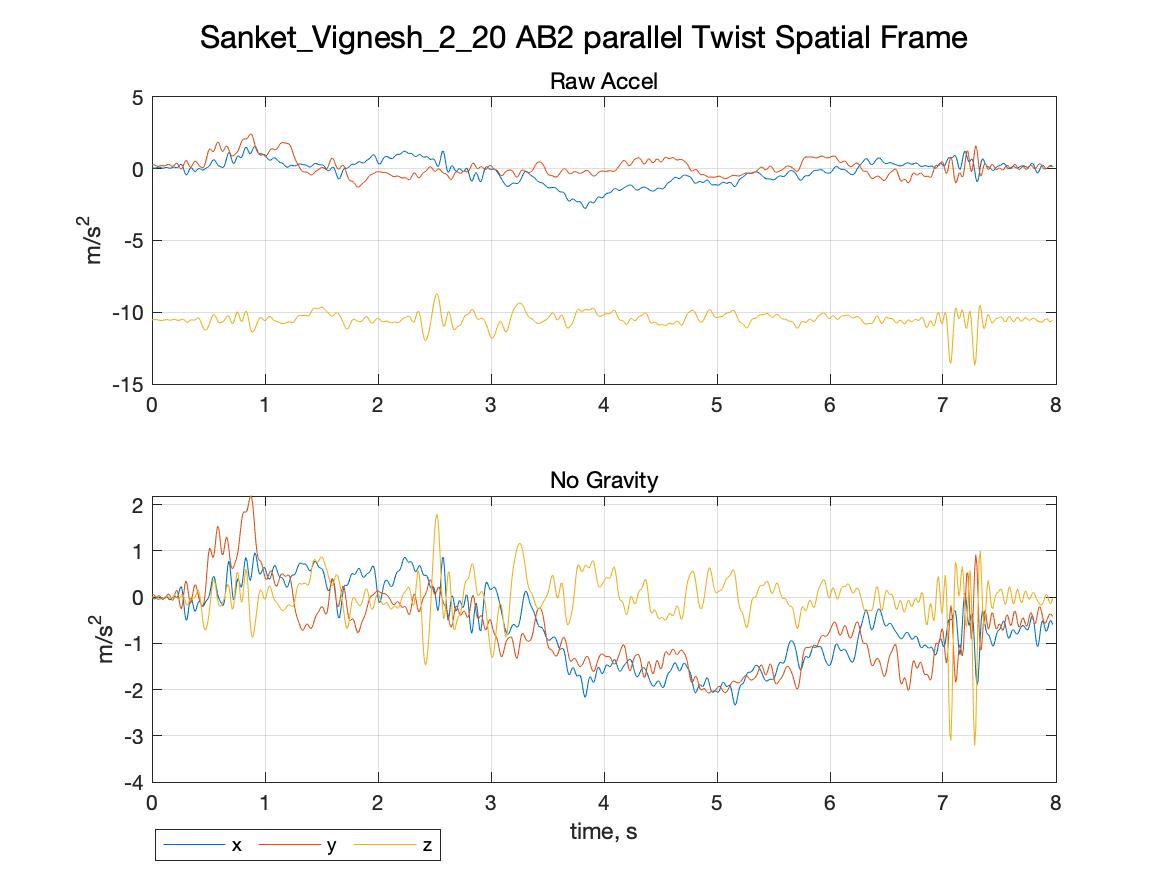 Sanket_Vignesh_2_20 AB2 parallel Twist Spatial Frame
Raw Accel
5
0
-5
-10
-15
m/s²
0 1 2 3 4 5 6 7 8
No Gravity
2
1
0
-1
-2
-3
-4
m/s²
0 1 2 3 4 5 6 7 8
time, s
x y z